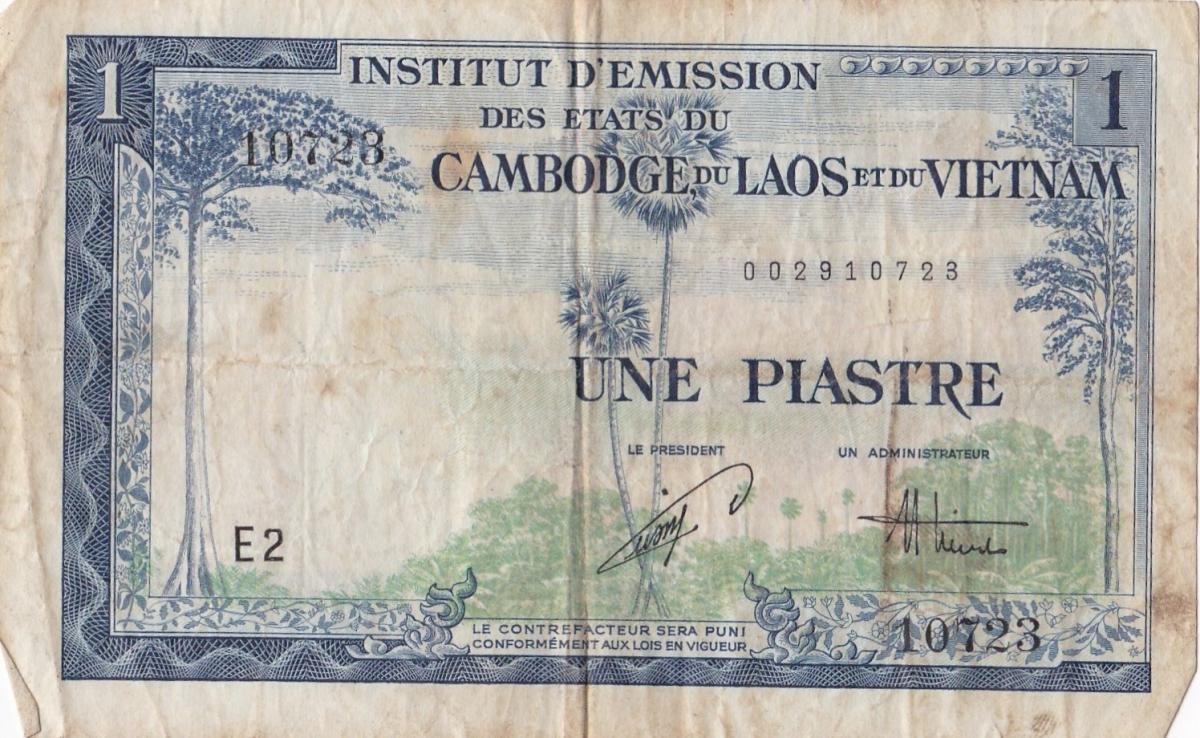 1
INSTITUT D'EMISSION
1
DES ETATS DU
10723
CAMBODGE, DU LAOS ET DU VIETNAM
002910723
UNE PIASTRE
LE PRESIDENT
UN ADMINISTRATEUR
E2
LE CONTREFACTEUR SERA PUNI
CONFORMÉMENT AUX LOIS EN VIGUEUR
10723